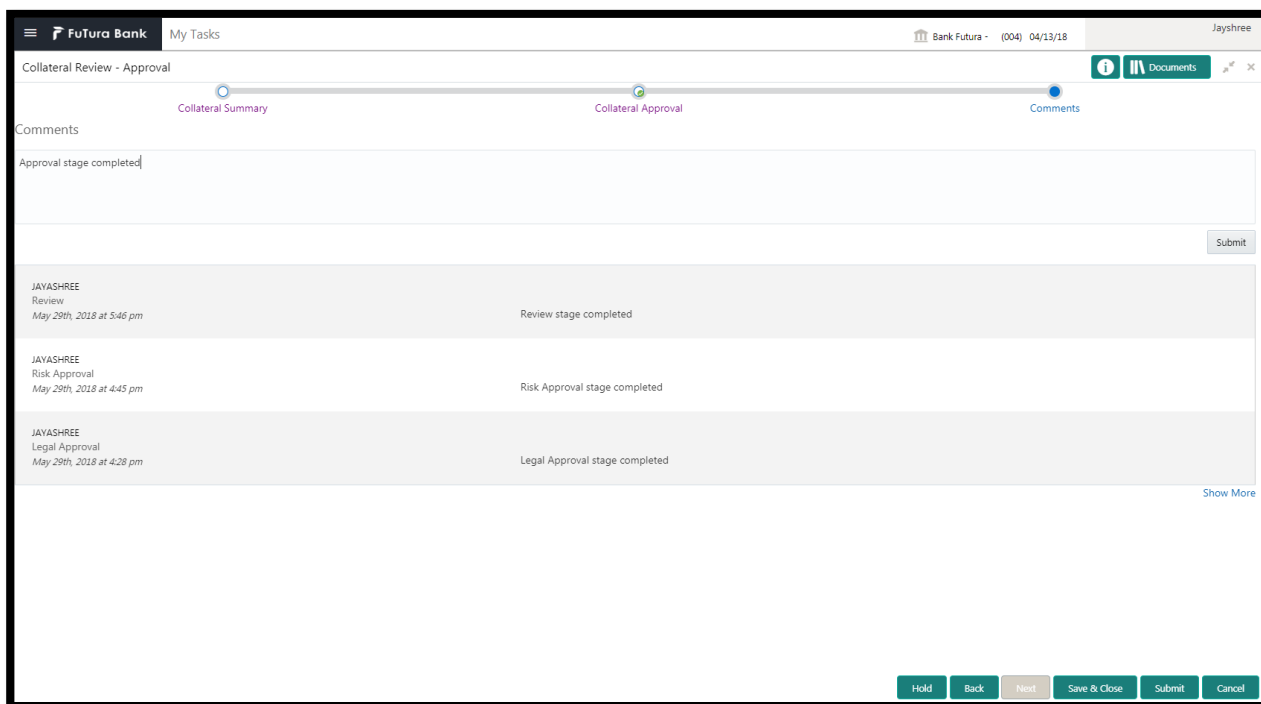 FuTura Bank My Tasks Bank Futura - (004) 04/13/18 Jayshree
Collateral Review - Approval i Documents
Collateral Summary Collateral Approval Comments
Comments
Approval stage completed
Submit
JAYASHREE
Review
May 29th, 2018 at 5:46 pm Review stage completed
JAYASHREE
Risk Approval
May 29th, 2018 at 4:45 pm Risk Approval stage completed
JAYASHREE
Legal Approval
May 29th, 2018 at 4:28 pm Legal Approval stage completed
Show More
Hold Back Next Save & Close Submit Cancel